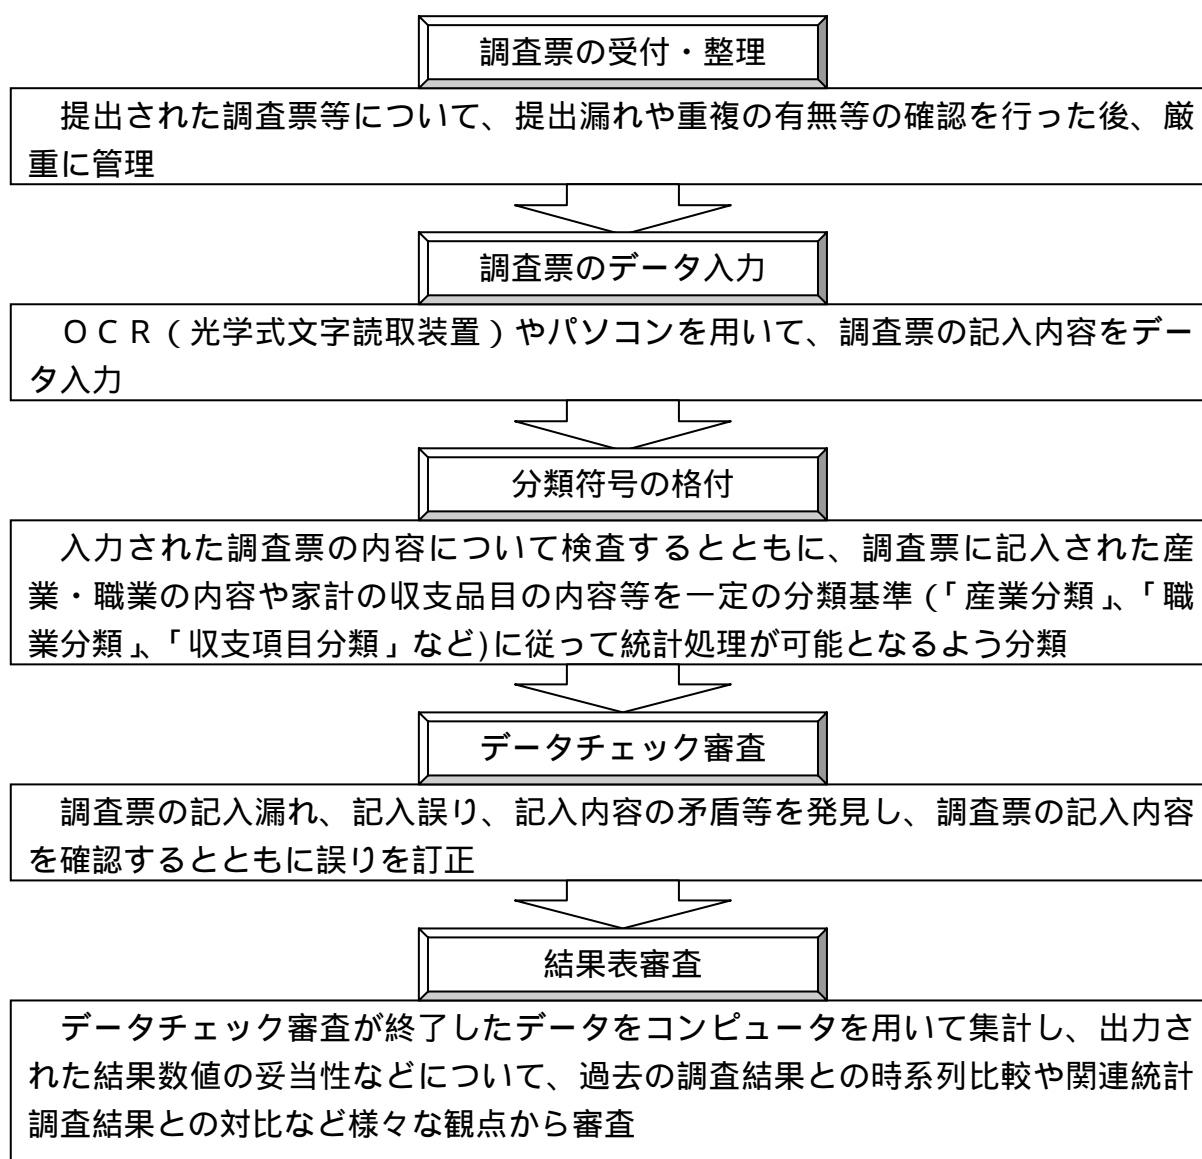 調査票の受付・整理
提出された調査票等について、提出漏れや重複の有無等の確認を行った後、厳
重に管理
調査票のデータ入力
ＯＣＲ（光学式文字読取装置）やパソコンを用いて、調査票の記入内容をデー
タ入力
分類符号の格付
入力された調査票の内容について検査するとともに、調査票に記入された産
業・職業の内容や家計の収支品目の内容等を一定の分類基準(「産業分類」、「職
業分類」、「収支項目分類」など)に従って統計処理が可能となるよう分類
データチェック審査
調査票の記入漏れ、記入誤り、記入内容の矛盾等を発見し、調査票の記入内容
を確認するとともに誤りを訂正
結果表審査
データチェック審査が終了したデータをコンピュータを用いて集計し、出力さ
れた結果数値の妥当性などについて、過去の調査結果との時系列比較や関連統計
調査結果との対比など様々な観点から審査